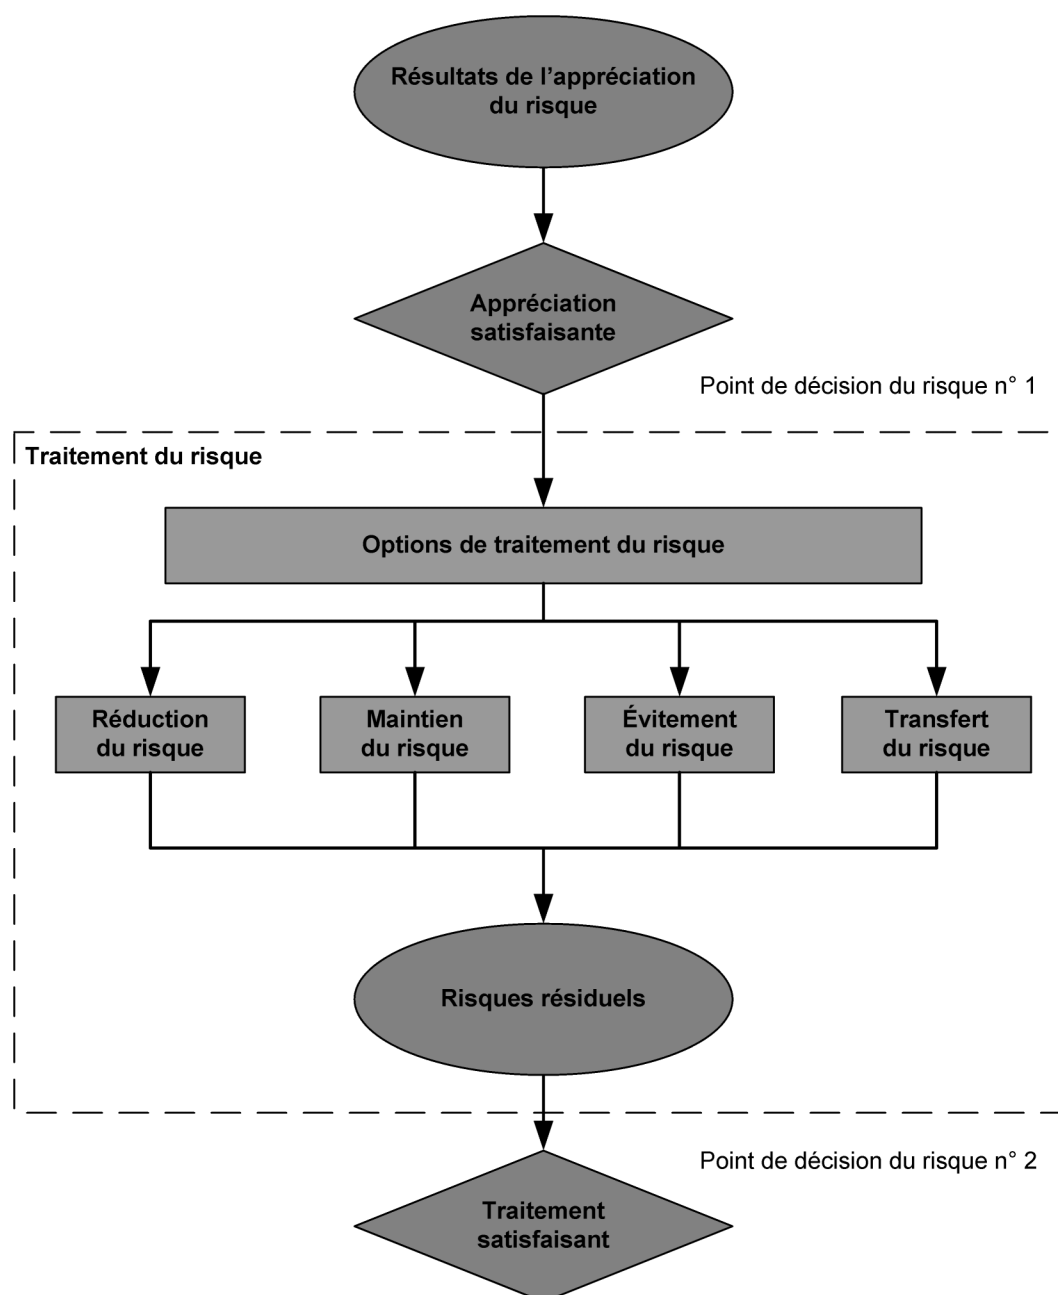 Résultats de l’appréciation
du risque
Appréciation
satisfaisante
Point de décision du risque n° 1
Traitement du risque
Options de traitement du risque
Réduction
du risque
Maintien
du risque
Évitement
du risque
Transfert
du risque
Risques résiduels
Point de décision du risque n° 2
Traitement
satisfaisant